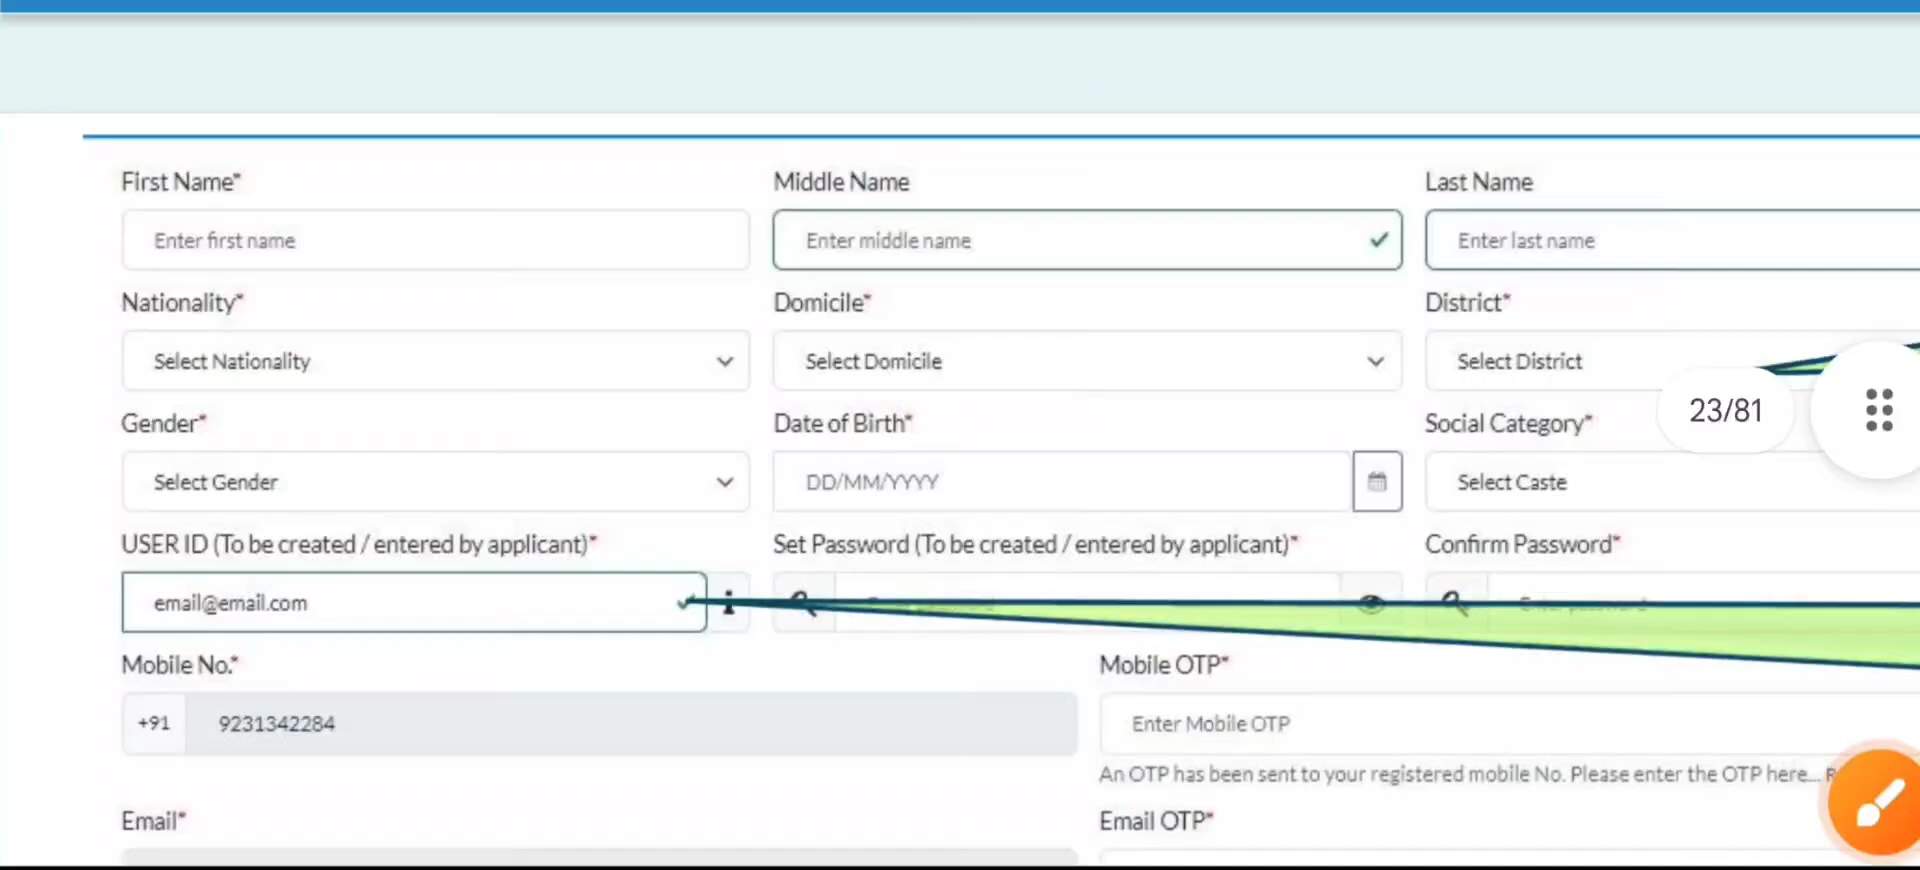 First Name* Middle Name Last Name
Enter first name Enter middle name Enter last name
Nationality* Domicile* District*
Select Nationality Select Domicile Select District
23/81
Gender* Date of Birth* Social Category*
Select Gender DD/MM/YYYY Select Caste
USER ID (To be created / entered by applicant)* Set Password (To be created / entered by applicant)* Confirm Password*
email@email.com
Mobile No.* Mobile OTP*
+91 9231342284 Enter Mobile OTP
An OTP has been sent to your registered mobile No. Please enter the OTP here...
Email* Email OTP*